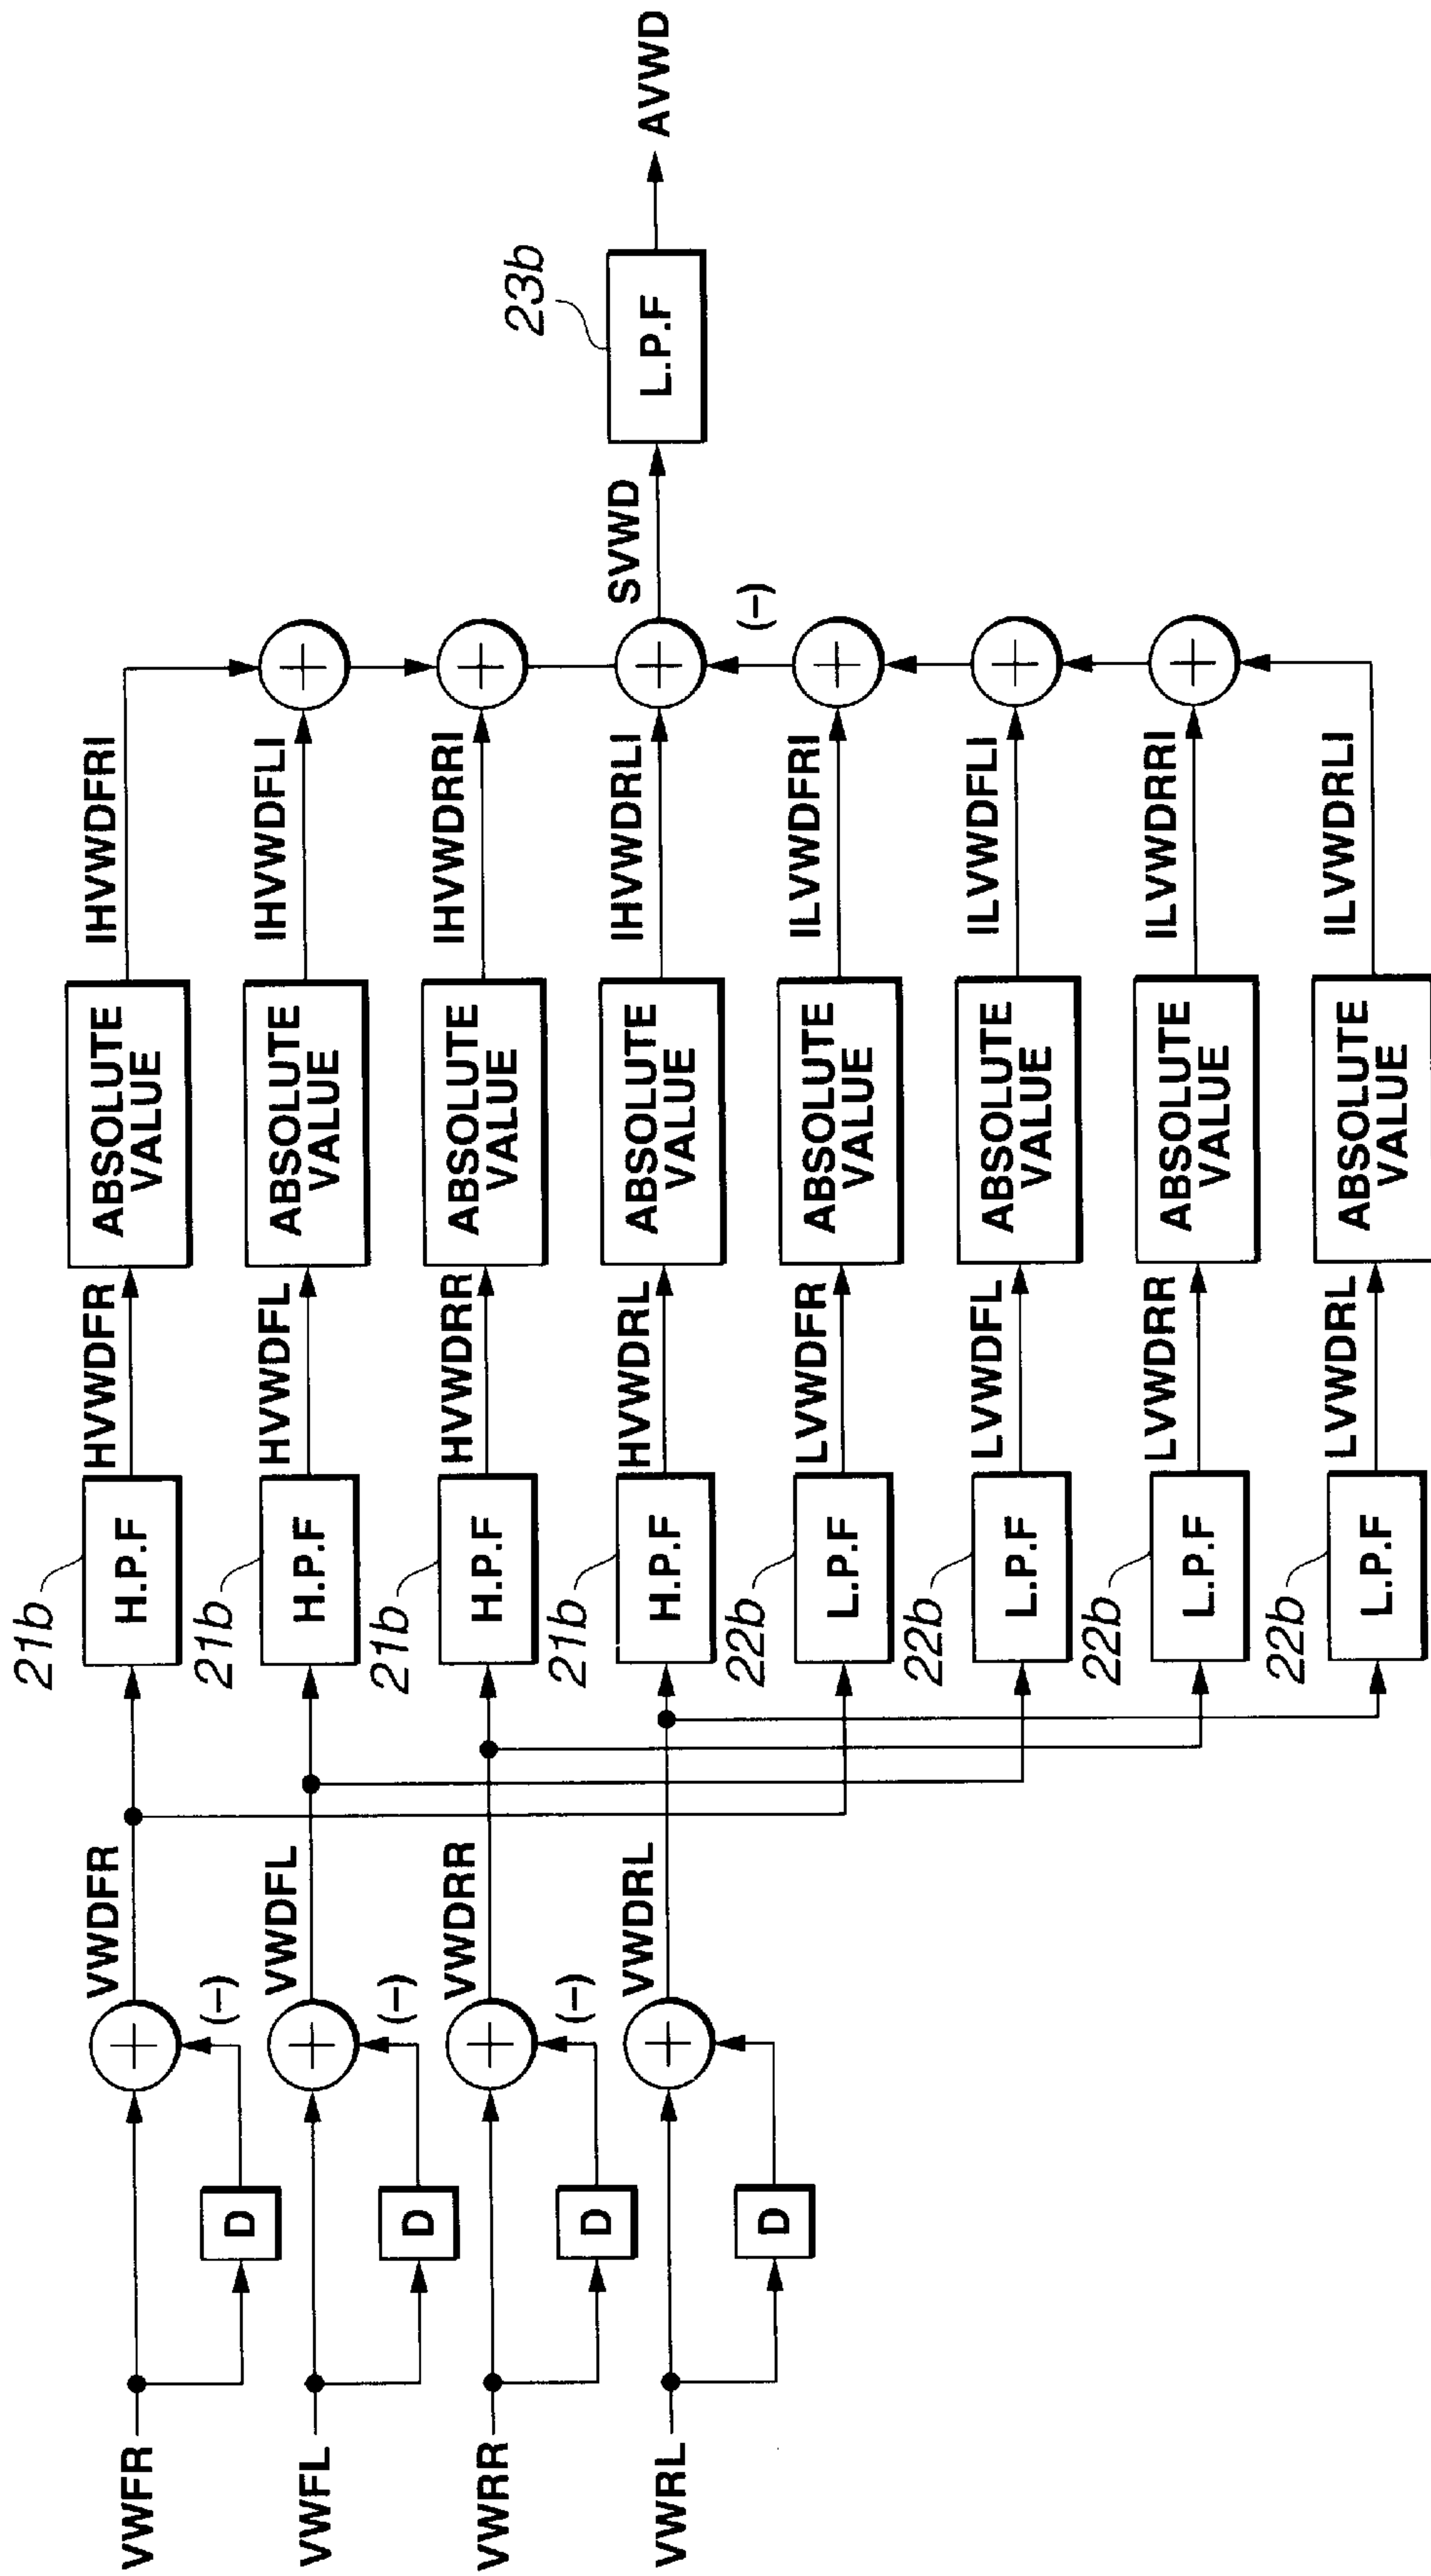 VWFR
D
(−)
VWDFR
21b
H.P.F
HVWDFR
ABSOLUTE
VALUE
IHVWDFRI
VWFL
D
(−)
VWDFL
21b
H.P.F
HVWDFL
ABSOLUTE
VALUE
IHVWDFLI
VWRR
D
(−)
VWDRR
21b
H.P.F
HVWDRR
ABSOLUTE
VALUE
IHVWDRRI
VWRL
D
VWDRL
21b
H.P.F
HVWDRL
ABSOLUTE
VALUE
IHVWDRLI
SVWD
23b
L.P.F
AVWD
(−)
22b
L.P.F
LVWDFR
ABSOLUTE
VALUE
ILVWDFRI
22b
L.P.F
LVWDFL
ABSOLUTE
VALUE
ILVWDFLI
22b
L.P.F
LVWDRR
ABSOLUTE
VALUE
ILVWDRRI
22b
L.P.F
LVWDRL
ABSOLUTE
VALUE
ILVWDRLI